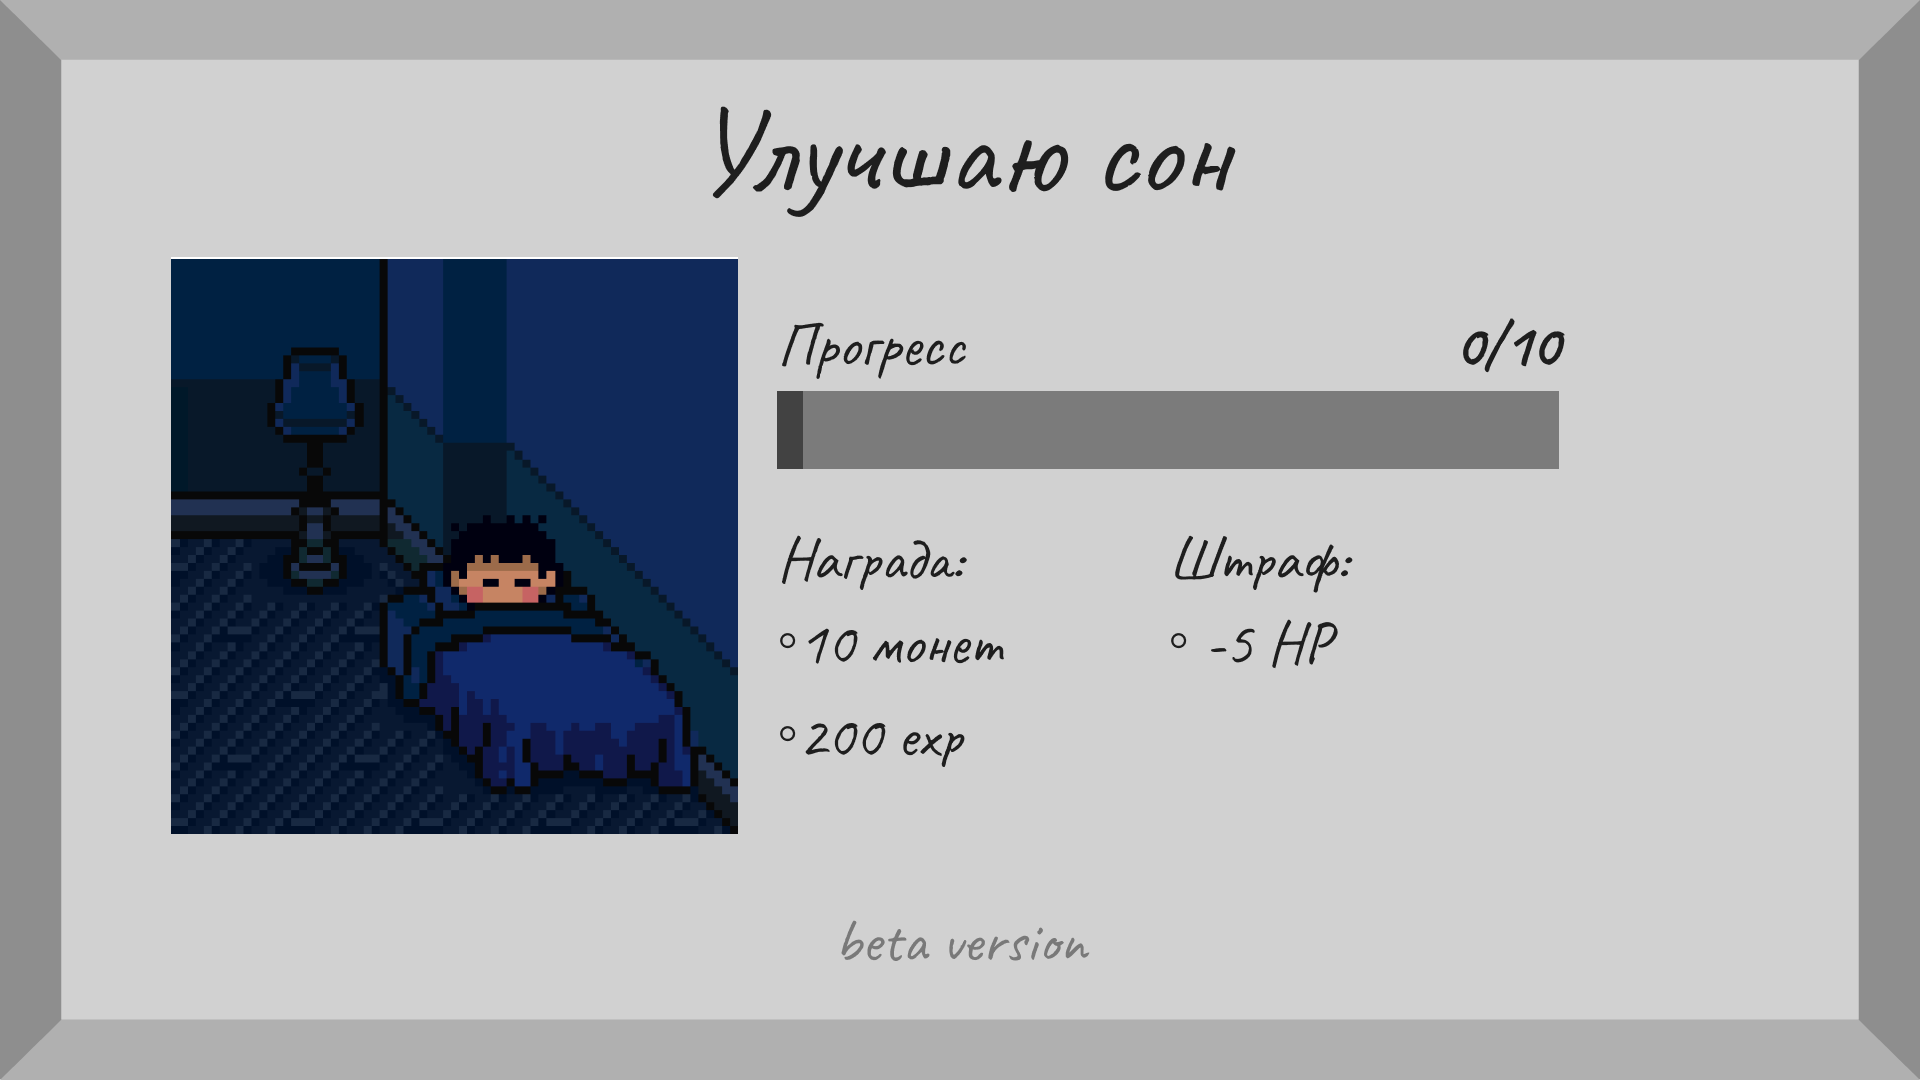 Улучшаю сон
Прогресс 0/10
Награда:
10 монет
200 exp
Штраф:
-5 HP
beta version